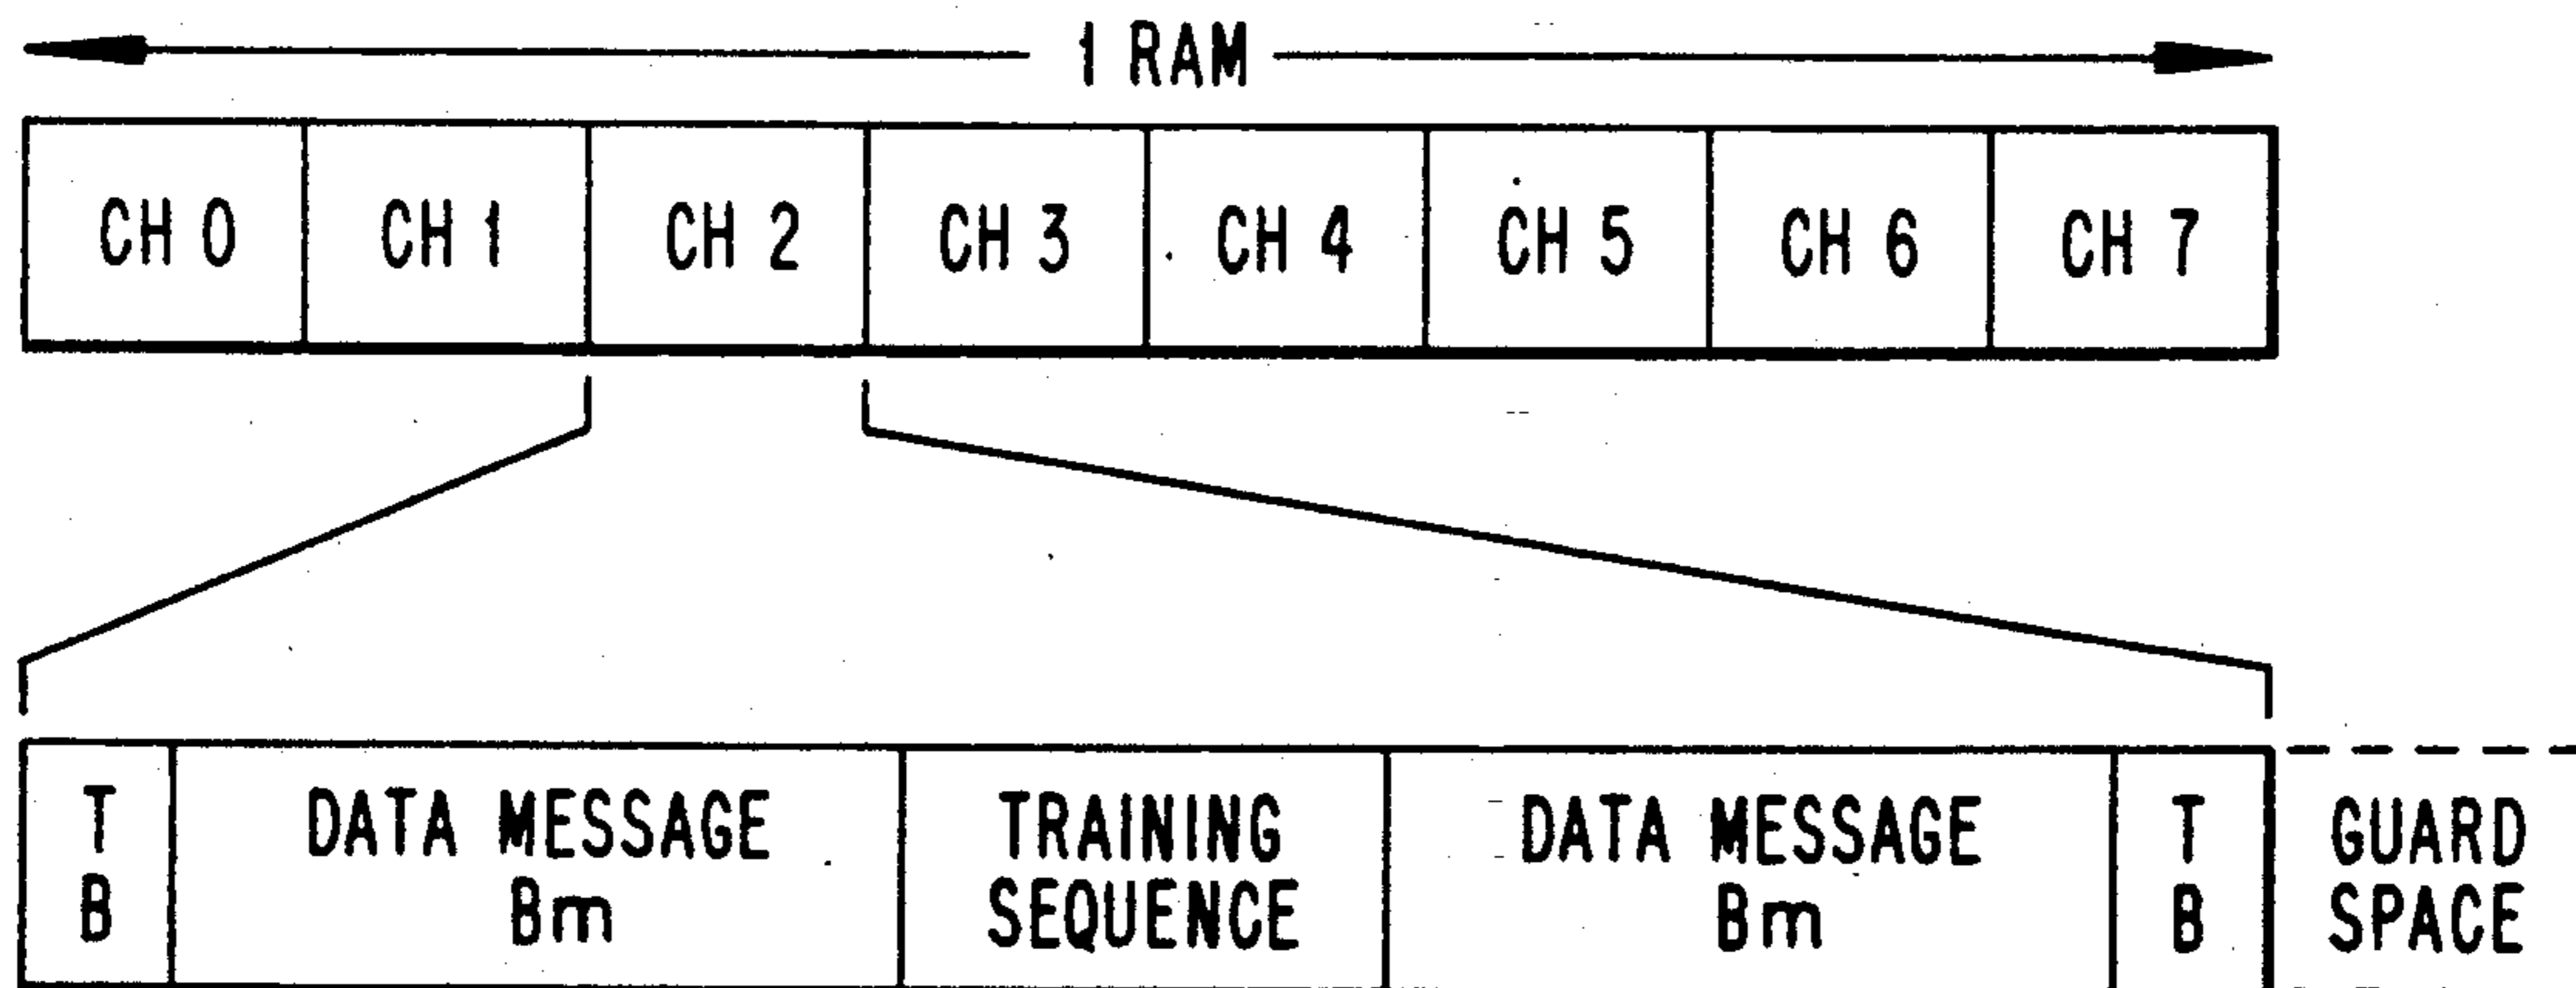 1 RAM
CH 0 CH 1 CH 2 CH 3 CH 4 CH 5 CH 6 CH 7
T B
DATA MESSAGE
Bm
TRAINING
SEQUENCE
DATA MESSAGE
Bm
T B
GUARD
SPACE